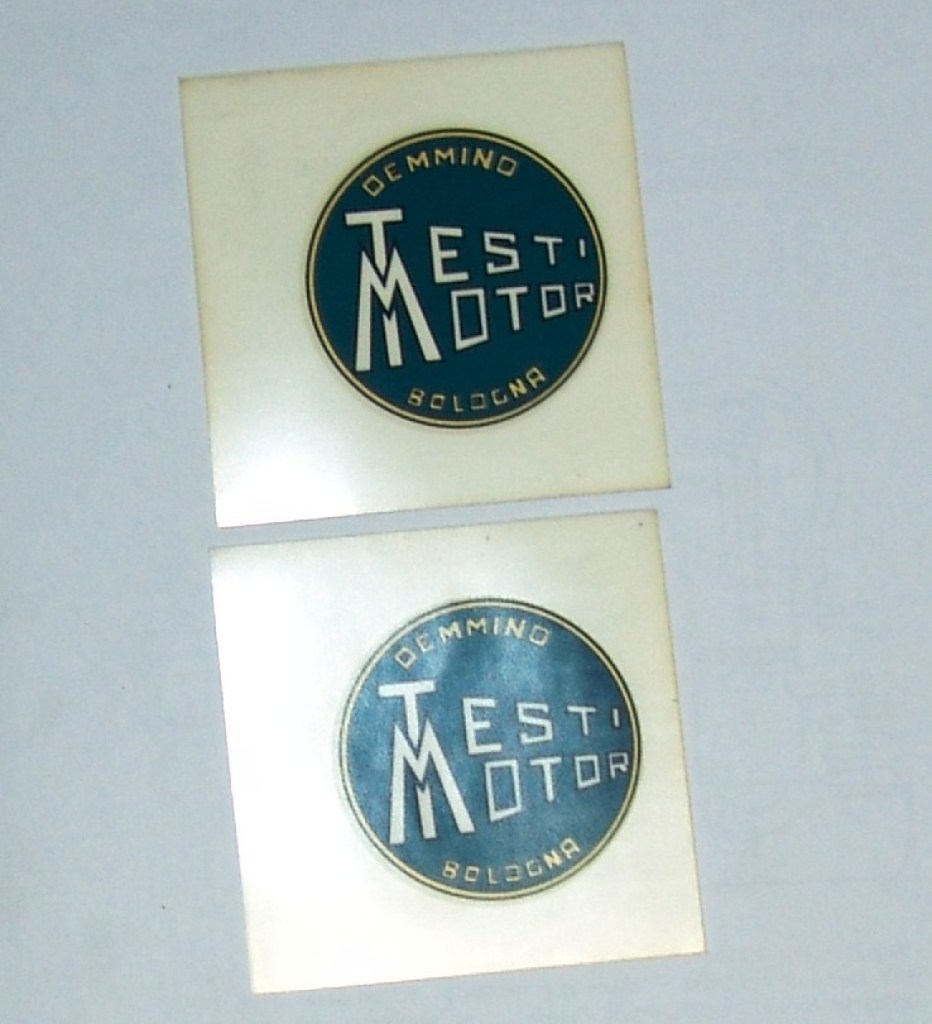 DEMMINO
TESTI
MOTOR
BOLOGNA
DEMMINO
TESTI
MOTOR
BOLOGNA